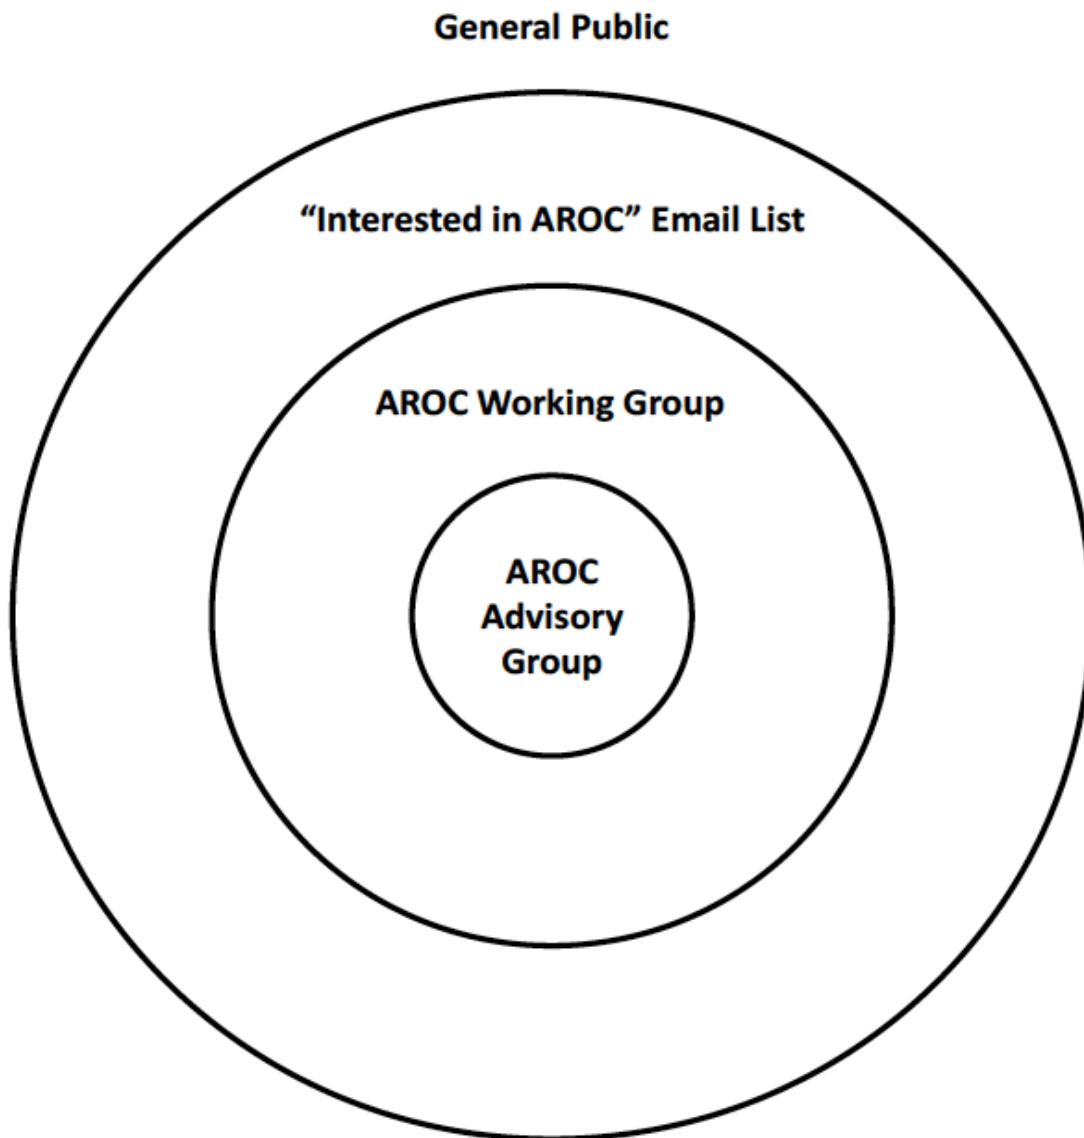 General Public
“Interested in AROC” Email List
AROC Working Group
AROC
Advisory
Group